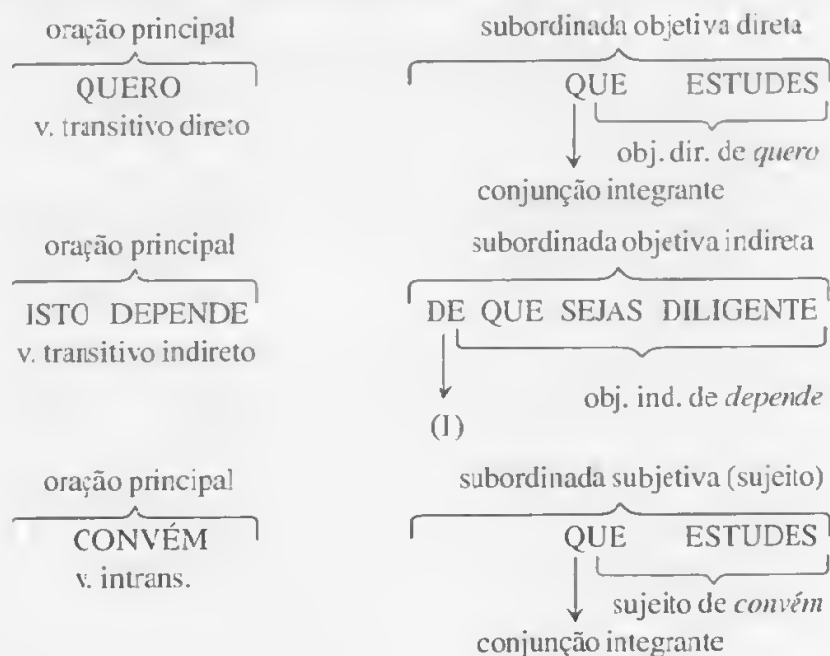 oração principal subordinada objetiva direta
QUERO QUE ESTUDES
v. transitivo direto obj. dir. de quero
conjunção integrante
oração principal subordinada objetiva indireta
ISTO DEPENDE DE QUE SEJAS DILIGENTE
v. transitivo indireto obj. ind. de depende
(I)
oração principal subordinada subjetiva (sujeito)
CONVÉM QUE ESTUDES
v. intrans. sujeito de convém
conjunção integrante